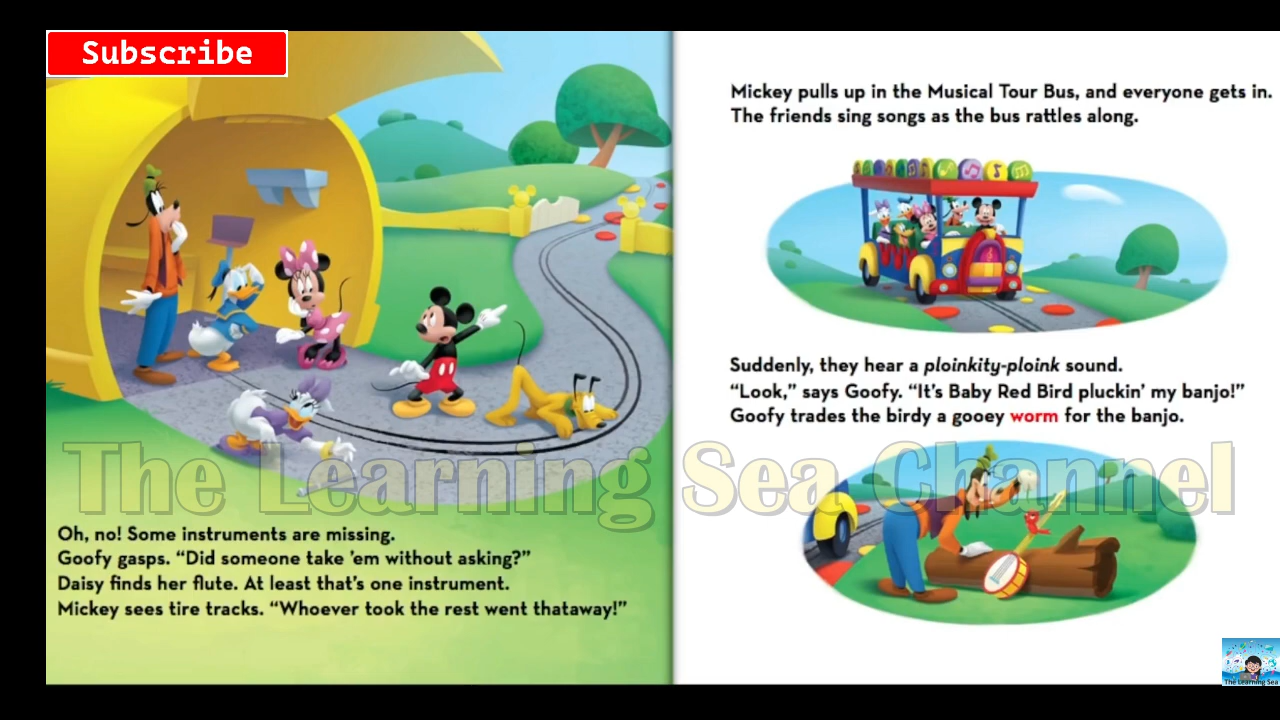 Subscribe
Oh, no! Some instruments are missing.
Goofy gasps. “Did someone take ’em without asking?”
Daisy finds her flute. At least that’s one instrument.
Mickey sees tire tracks. “Whoever took the rest went thataway!”
Mickey pulls up in the Musical Tour Bus, and everyone gets in.
The friends sing songs as the bus rattles along.
Suddenly, they hear a ploinkity-ploink sound.
“Look,” says Goofy. “It’s Baby Red Bird pluckin’ my banjo!”
Goofy trades the birdy a gooey worm for the banjo.
The Learning Sea Channel
The Learning Sea